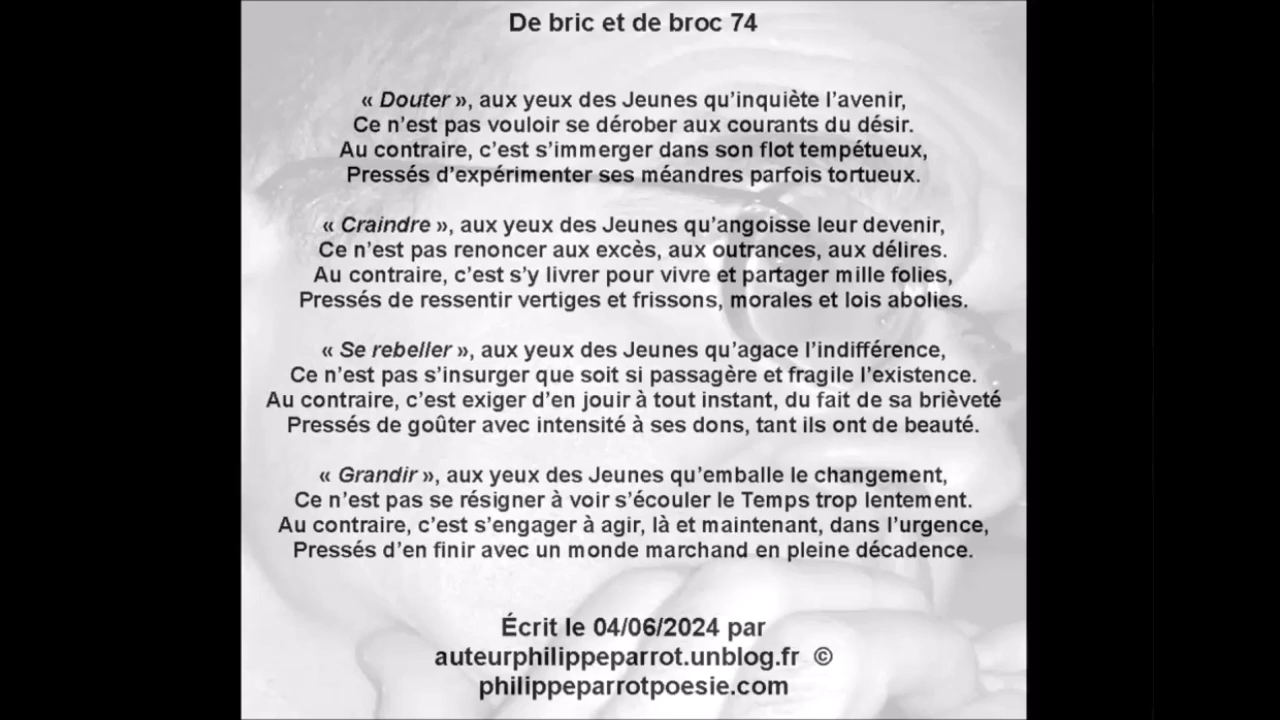 De bric et de broc 74
« Douter », aux yeux des Jeunes qu’inquiète l’avenir,
Ce n’est pas vouloir se dérober aux courants du désir.
Au contraire, c’est s’immerger dans son flot tempétueux,
Pressés d’expérimenter ses méandres parfois tortueux.
« Craindre », aux yeux des Jeunes qu’angoisse leur devenir,
Ce n’est pas renoncer aux excès, aux outrances, aux délires.
Au contraire, c’est s’y livrer pour vivre et partager mille folies,
Pressés de ressentir vertiges et frissons, morales et lois abolies.
« Se rebeller », aux yeux des Jeunes qu’agace l’indifférence,
Ce n’est pas s’insurger que soit si passagère et fragile l’existence.
Au contraire, c’est exiger d’en jouir à tout instant, du fait de sa brièveté
Pressés de goûter avec intensité à ses dons, tant ils ont de beauté.
« Grandir », aux yeux des Jeunes qu’emballe le changement,
Ce n’est pas se résigner à voir s’écouler le Temps trop lentement.
Au contraire, c’est s’engager à agir, là et maintenant, dans l’urgence,
Pressés d’en finir avec un monde marchand en pleine décadence.
Écrit le 04/06/2024 par
auteurphilippeparrot.unblog.fr ©
philippeparrotpoesie.com